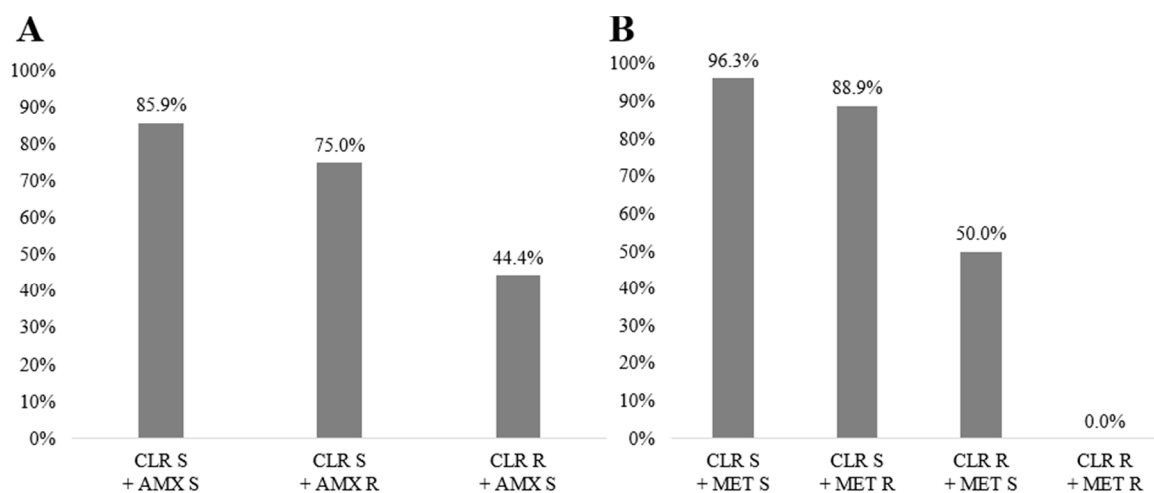 A
100%
90%
80%
70%
60%
50%
40%
30%
20%
10%
0%
85.9%
75.0%
44.4%
CLR S
+ AMX S
CLR S
+ AMX R
CLR R
+ AMX S
B
100%
90%
80%
70%
60%
50%
40%
30%
20%
10%
0%
96.3%
88.9%
50.0%
0.0%
CLR S
+ MET S
CLR S
+ MET R
CLR R
+ MET S
CLR R
+ MET R